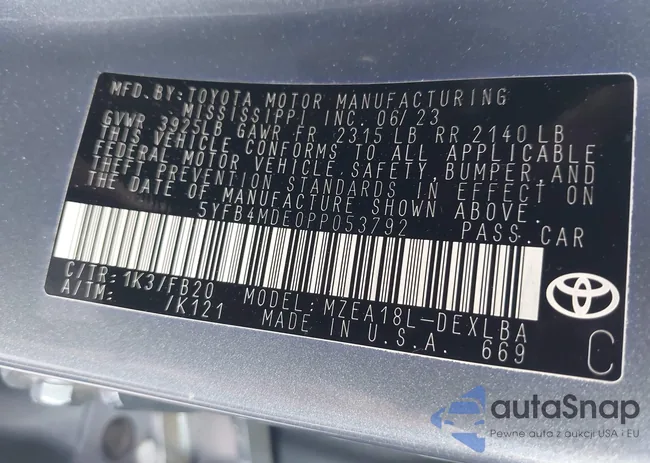 MFD. BY: TOYOTA MOTOR MANUFACTURING
MISSISSIPPI INC. 06/23
GVWR 3925LB GAWR FR 2315 LB RR 2140 LB
THIS VEHICLE CONFORMS TO ALL APPLICABLE
FEDERAL MOTOR VEHICLE SAFETY, BUMPER, AND
THEFT PREVENTION STANDARDS IN EFFECT ON
THE DATE OF MANUFACTURE SHOWN ABOVE.
5YFB4MDE0PP053792 PASS. CAR
C/TR: 1K3/FB20 MODEL: MZEA18L-DEXLBA
A/TM: /K121 MADE IN U.S.A. 669 C
autaSnap
Pewne auta z aukcji USA i EU